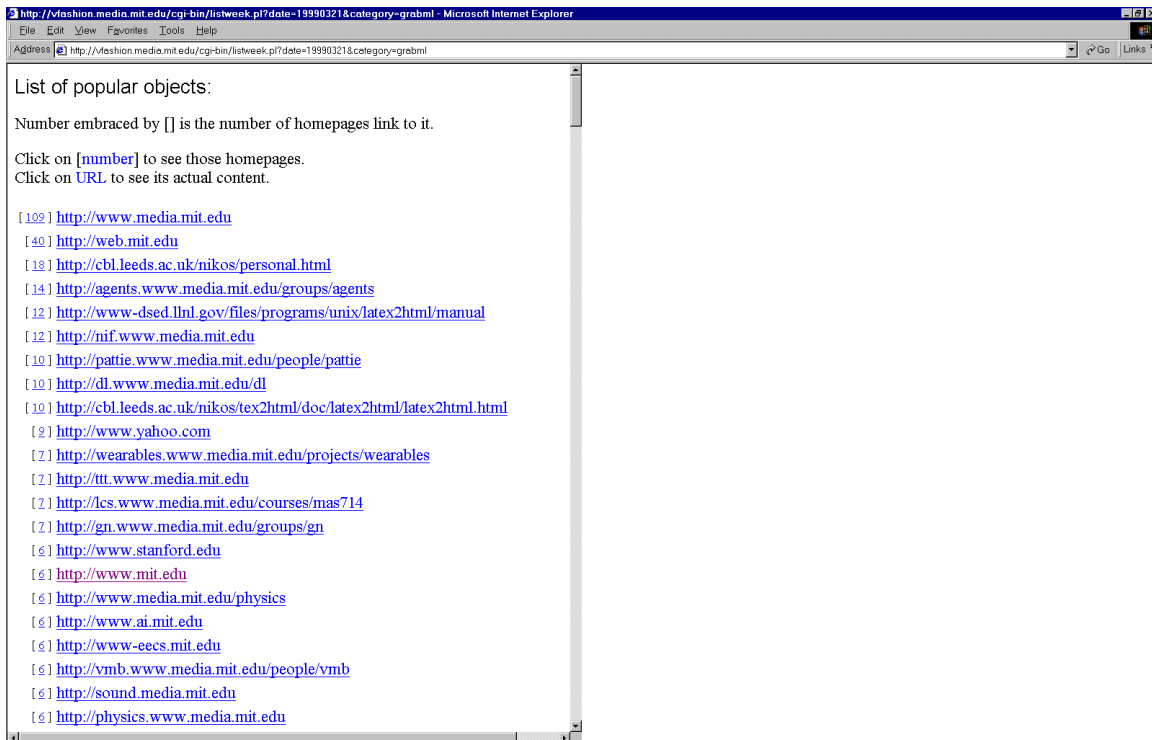 http://vfashion.media.mit.edu/cgi-bin/listweek.pl?date=19990321&category=grabml - Microsoft Internet Explorer
File Edit View Favorites Tools Help
Address http://vfashion.media.mit.edu/cgi-bin/listweek.pl?date=19990321&category=grabml Go Links
List of popular objects:
Number embraced by [] is the number of homepages link to it.
Click on [number] to see those homepages.
Click on URL to see its actual content.
[ 109 ] http://www.media.mit.edu
[ 40 ] http://web.mit.edu
[ 18 ] http://cbl.leeds.ac.uk/nikos/personal.html
[ 14 ] http://agents.www.media.mit.edu/groups/agents
[ 12 ] http://www-dsed.llnl.gov/files/programs/unix/latex2html/manual
[ 12 ] http://nif.www.media.mit.edu
[ 10 ] http://pattie.www.media.mit.edu/people/pattie
[ 10 ] http://dl.www.media.mit.edu/dl
[ 10 ] http://cbl.leeds.ac.uk/nikos/tex2html/doc/latex2html/latex2html.html
[ 9 ] http://www.yahoo.com
[ 7 ] http://wearables.www.media.mit.edu/projects/wearables
[ 7 ] http://ttt.www.media.mit.edu
[ 7 ] http://lcs.www.media.mit.edu/courses/mas714
[ 7 ] http://gn.www.media.mit.edu/groups/gn
[ 6 ] http://www.stanford.edu
[ 6 ] http://www.mit.edu
[ 6 ] http://www.media.mit.edu/physics
[ 6 ] http://www.ai.mit.edu
[ 6 ] http://www-eecs.mit.edu
[ 6 ] http://vmb.www.media.mit.edu/people/vmb
[ 6 ] http://sound.media.mit.edu
[ 6 ] http://physics.www.media.mit.edu